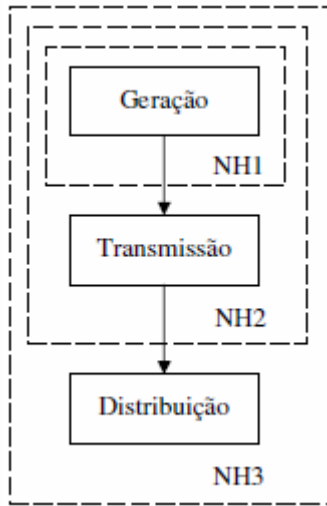 Geração
NH1
Transmissão
NH2
Distribuição
NH3